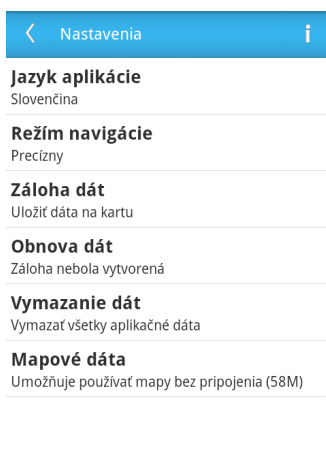 Nastavenia
Jazyk aplikácie
Slovenčina
Režím navigácie
Precízny
Záloha dát
Uložiť dáta na kartu
Obnova dát
Záloha nebola vytvorená
Vymazanie dát
Vymazať všetky aplikačné dáta
Mapové dáta
Umožňuje používať mapy bez pripojenia (58M)